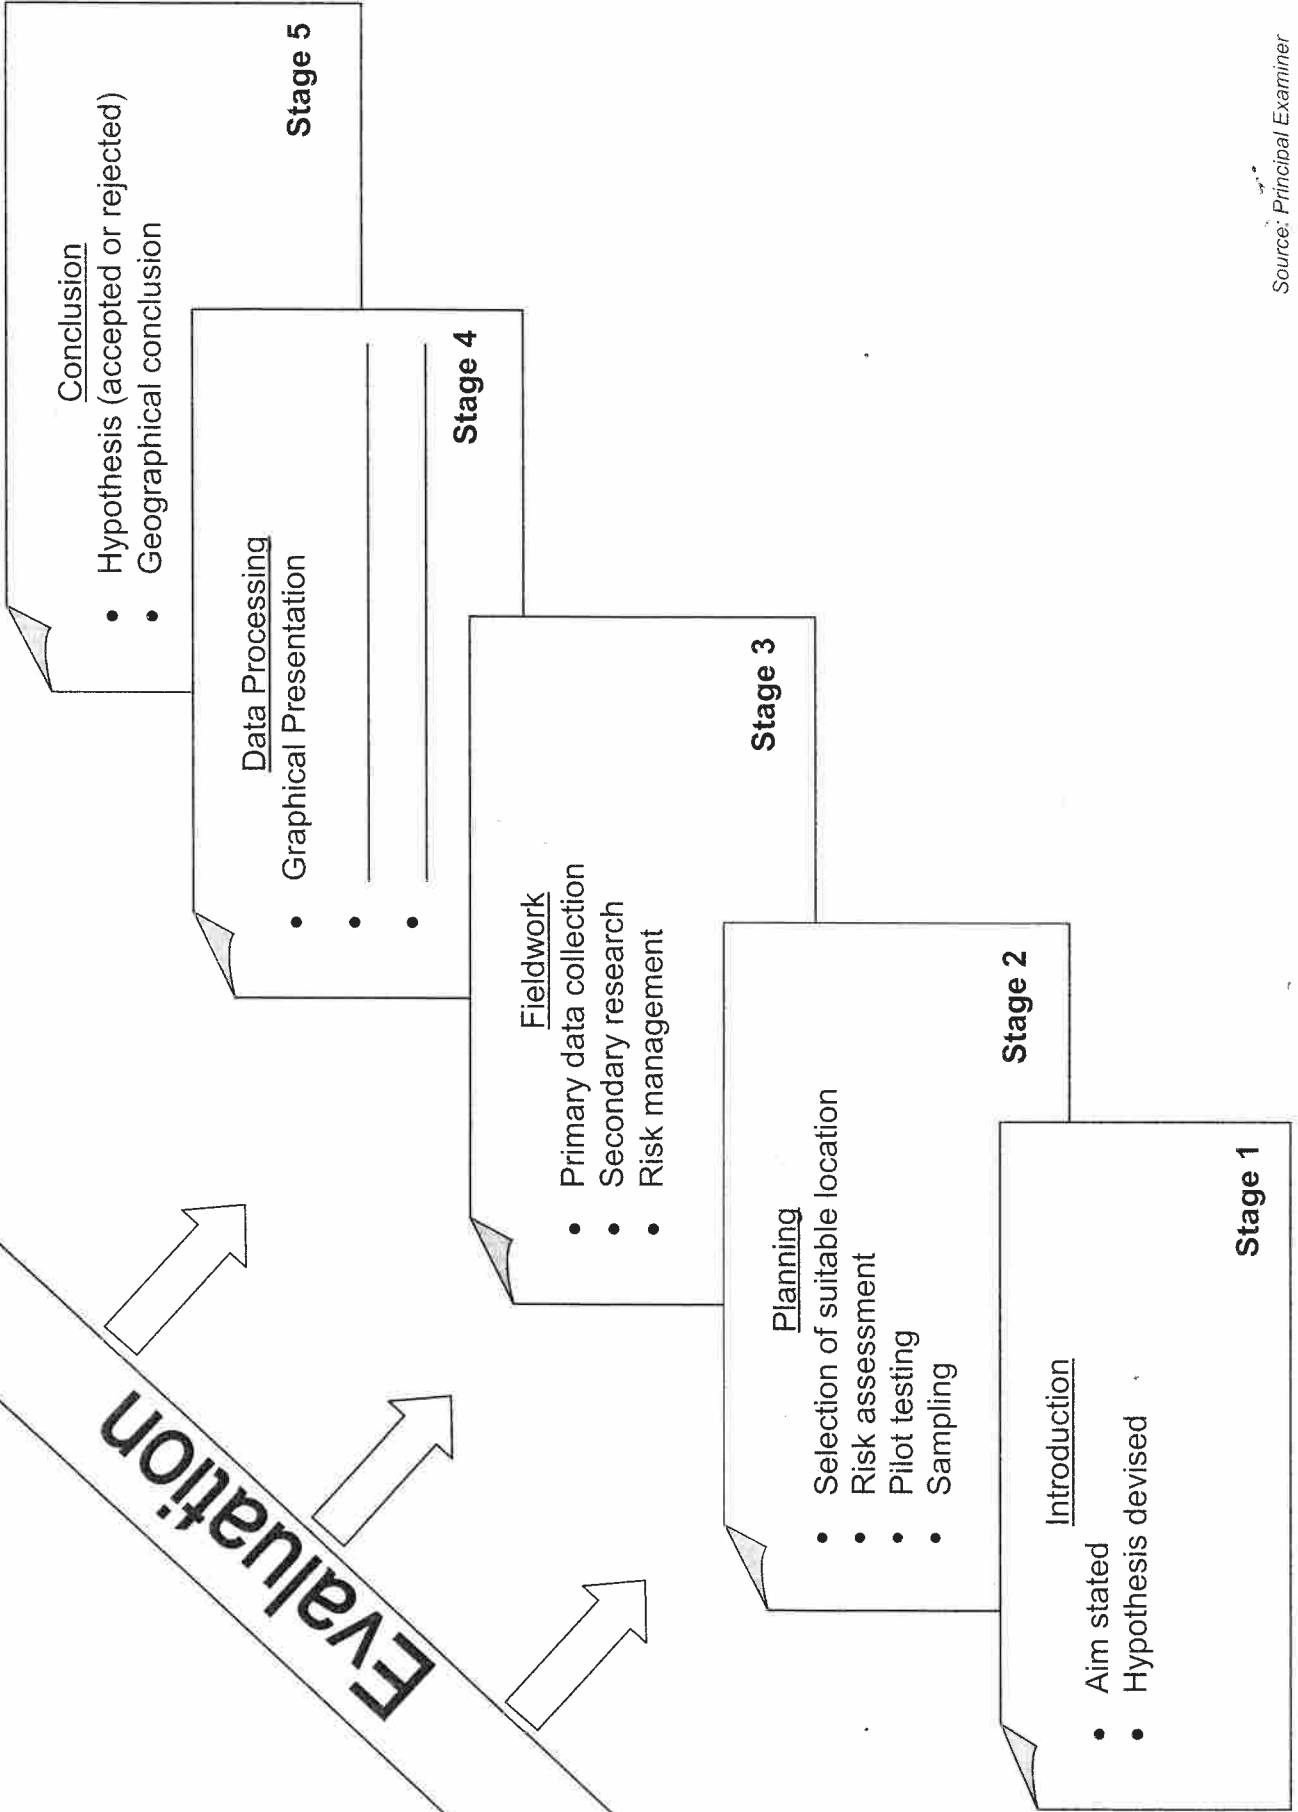 Evaluation
Introduction
• Aim stated
• Hypothesis devised
Stage 1
Planning
• Selection of suitable location
• Risk assessment
• Pilot testing
• Sampling
Stage 2
Fieldwork
• Primary data collection
• Secondary research
• Risk management
Stage 3
Data Processing
• Graphical Presentation
•
•
Stage 4
Conclusion
• Hypothesis (accepted or rejected)
• Geographical conclusion
Stage 5
Source: Principal Examiner